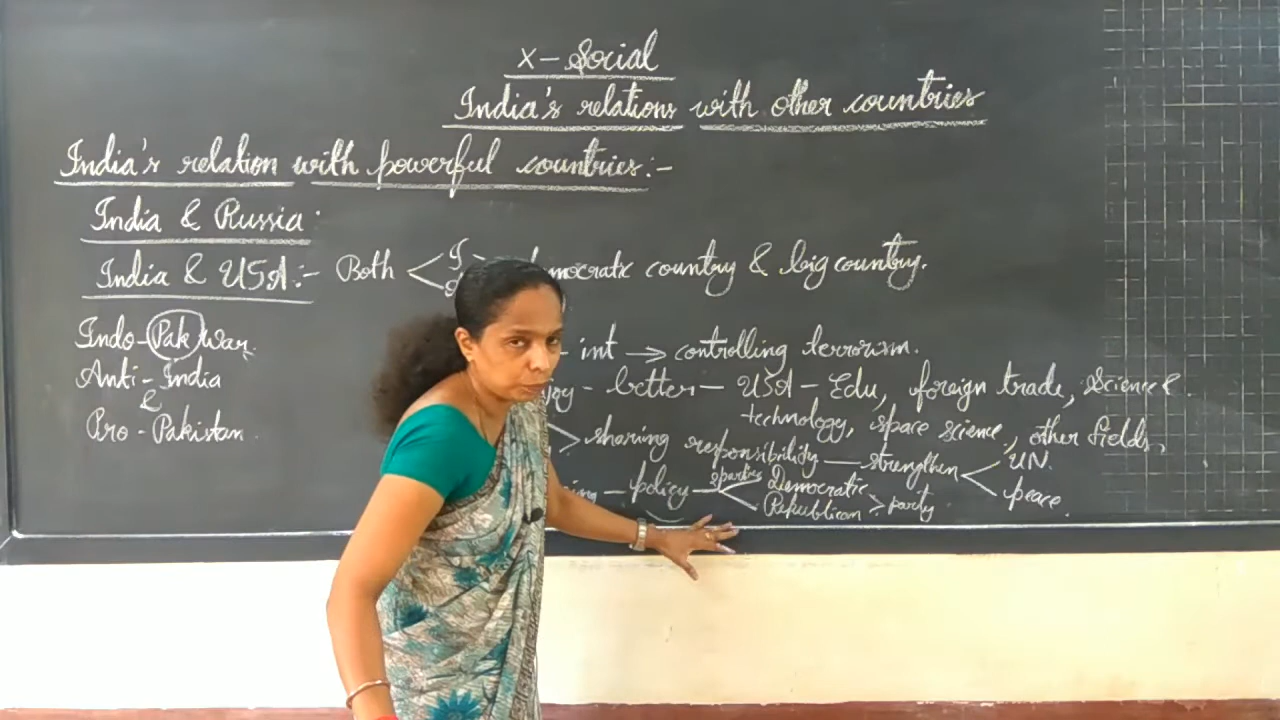 X - Social
India's relations with other countries
India's relation with powerful countries:-
India & Russia
India & USA:- Both < I country & big country.
Indo-Pak War. int → controlling terrorism.
Anti-India better - USA - Edu, foreign trade, Science &
& technology, space science, other fields,
Pro-Pakistan sharing responsibility — strengthen < UN.
peace.
policy parties Democratic
Republican > party